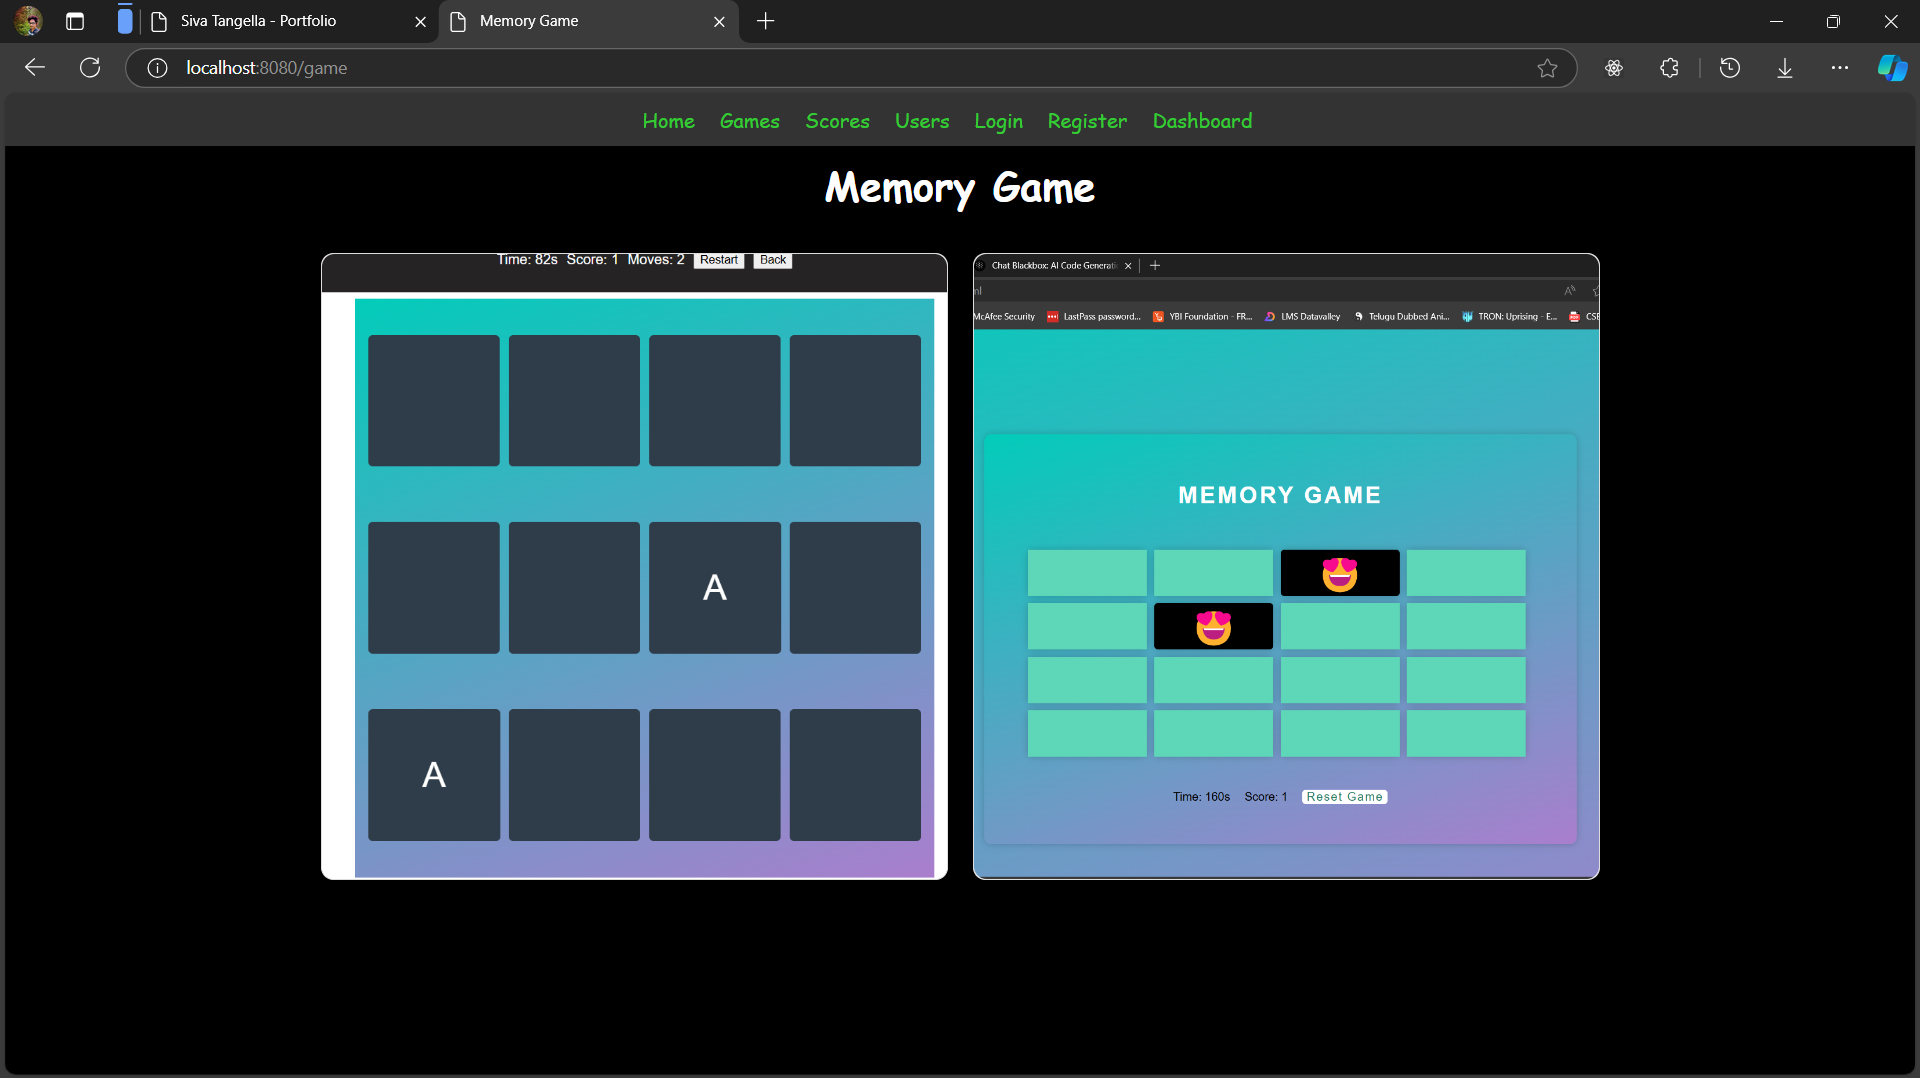 Siva Tangella - Portfolio
Memory Game
localhost:8080/game
Home Games Scores Users Login Register Dashboard
Memory Game
Time: 82s Score: 1 Moves: 2 Restart Back
A
A
Chat Blackbox: AI Code Generati
nl
McAfee Security LastPass password... YBI Foundation - FR... LMS Datavalley Telugu Dubbed Ani... TRON: Uprising - E... CSE
MEMORY GAME
Time: 160s Score: 1 Reset Game